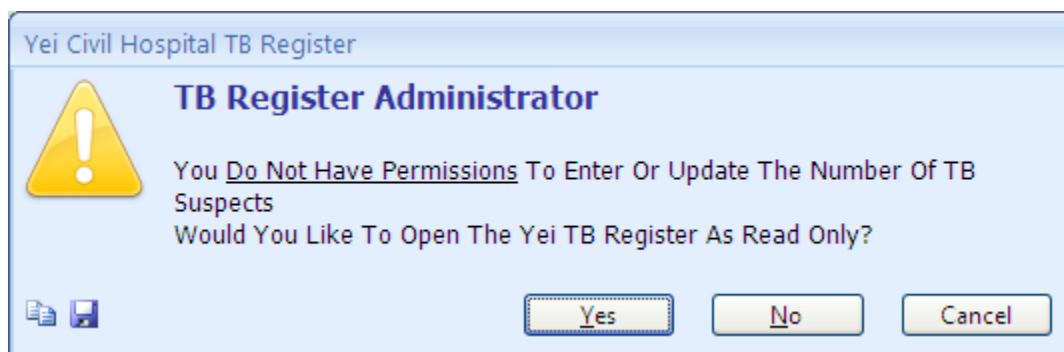 Yei Civil Hospital TB Register
TB Register Administrator
You Do Not Have Permissions To Enter Or Update The Number Of TB
Suspects
Would You Like To Open The Yei TB Register As Read Only?
Yes No Cancel